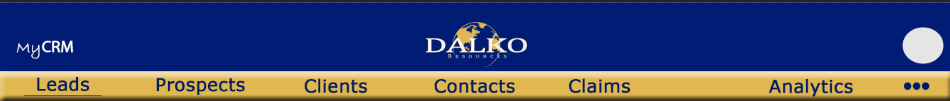 MyCRM
DALKO
RESOURCES
Leads Prospects Clients Contacts Claims Analytics •••